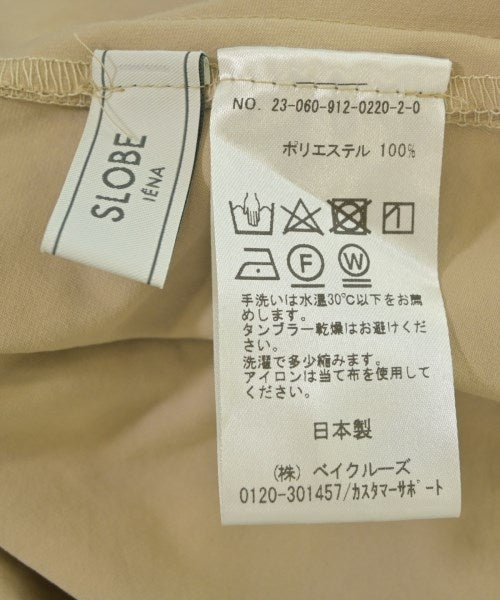 SLOBE
IÉNA
NO. 23-060-912-0220-2-0
ポリエステル 100%
F
W
手洗いは水温30℃以下をお薦
めします。
タンブラー乾燥はお避けくださ
い。
洗濯で多少縮みます。
アイロンは当て布を使用して
ください。
日本製
(株) ベイクルーズ
0120-301457/カスタマーサポート